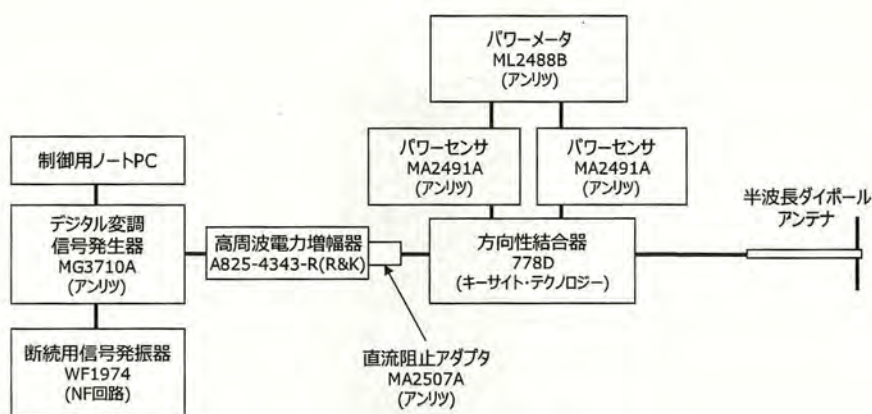 パワーメータ
ML2488B
(アンリツ)
パワーセンサ
MA2491A
(アンリツ)
パワーセンサ
MA2491A
(アンリツ)
制御用ノートPC
デジタル変調
信号発生器
MG3710A
(アンリツ)
高周波電力増幅器
A825-4343-R(R&K)
方向性結合器
778D
(キーサイト・テクノロジー)
半波長ダイポール
アンテナ
断続用信号発振器
WF1974
(NF回路)
直流阻止アダプタ
MA2507A
(アンリツ)